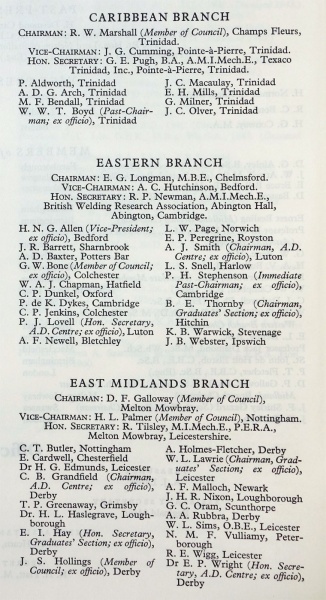 CARIBBEAN BRANCH
CHAIRMAN: R. W. Marshall (Member of Council), Champs Fleurs,
Trinidad.
VICE-CHAIRMAN: J. G. Cumming, Pointe-à-Pierre, Trinidad.
HON. SECRETARY: G. E. Pugh, B.A., A.M.I.Mech.E., Texaco
Trinidad, Inc., Pointe-à-Pierre, Trinidad.
P. Aldworth, Trinidad
A. D. G. Arch, Trinidad
M. F. Bendall, Trinidad
W. W. T. Boyd (Past-Chair-
man; ex officio), Trinidad
J. C. Macaulay, Trinidad
E. H. Mills, Trinidad
G. Milner, Trinidad
J. C. Olver, Trinidad
EASTERN BRANCH
CHAIRMAN: E. G. Longman, M.B.E., Chelmsford.
VICE-CHAIRMAN: A. C. Hutchinson, Bedford.
HON. SECRETARY: R. P. Newman, A.M.I.Mech.E.,
British Welding Research Association, Abington Hall,
Abington, Cambridge.
H. N. G. Allen (Vice-President;
ex officio), Bedford
J. R. Barrett, Sharnbrook
A. D. Baxter, Potters Bar
G. W. Bone (Member of Council;
ex officio), Colchester
W. A. J. Chapman, Hatfield
C. P. Dunkel, Oxford
P. de K. Dykes, Cambridge
C. P. Jenkins, Colchester
P. J. Lovell (Hon. Secretary,
A.D. Centre; ex officio), Luton
A. F. Newell, Bletchley
L. W. Page, Norwich
E. P. Peregrine, Royston
A. J. Smith (Chairman, A.D.
Centre; ex officio), Luton
L. S. Snell, Harlow
P. H. Stephenson (Immediate
Past-Chairman; ex officio),
Cambridge
B. E. Thornby (Chairman,
Graduates' Section; ex officio),
Hitchin
K. B. Warwick, Stevenage
J. B. Webster, Ipswich
EAST MIDLANDS BRANCH
CHAIRMAN: D. F. Galloway (Member of Council),
Melton Mowbray.
VICE-CHAIRMAN: H. L. Palmer (Member of Council), Nottingham.
HON. SECRETARY: R. Tilsley, M.I.Mech.E., P.E.R.A.,
Melton Mowbray, Leicestershire.
C. T. Butler, Nottingham
E. Cardwell, Chesterfield
Dr H. G. Edmunds, Leicester
C. B. Grandfield (Chairman,
A.D. Centre; ex officio),
Derby
T. P. Greenaway, Grimsby
Dr. H. L. Haslegrave, Lough-
borough
E. I. Hay (Hon. Secretary,
Graduates' Section; ex officio),
Derby
J. S. Hollings (Member of
Council; ex officio), Derby
A. Holmes-Fletcher, Derby
W. L. Lawrie (Chairman, Grad-
uates' Section; ex officio),
Leicester
A. F. Malloch, Newark
J. H. R. Nixon, Loughborough
G. C. Oram, Scunthorpe
A. A. Rubbra, Derby
W. L. Sims, O.B.E., Leicester
N. M. F. Vulliamy, Peter-
borough
R. E. Wigg, Leicester
Dr E. P. Wright (Hon. Secre-
tary, A.D. Centre; ex officio),
Derby